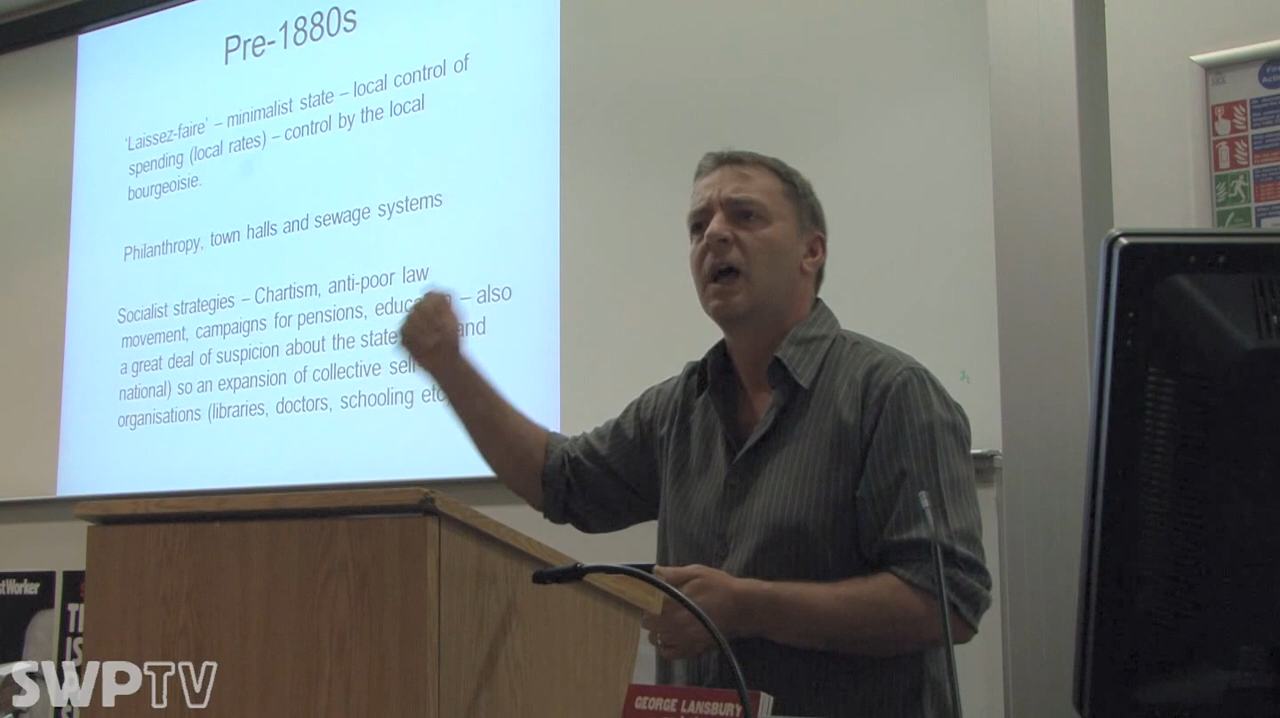 Pre-1880s
'Laissez-faire' – minimalist state – local control of
spending (local rates) – control by the local
bourgeoisie.
Philanthropy, town halls and sewage systems
Socialist strategies – Chartism, anti-poor law
movement, campaigns for pensions, – also
a great deal of suspicion about the state and
national) so an expansion of collective
organisations (libraries, doctors, schooling
tWorker
SWPTV
GEORGE LANSBURY